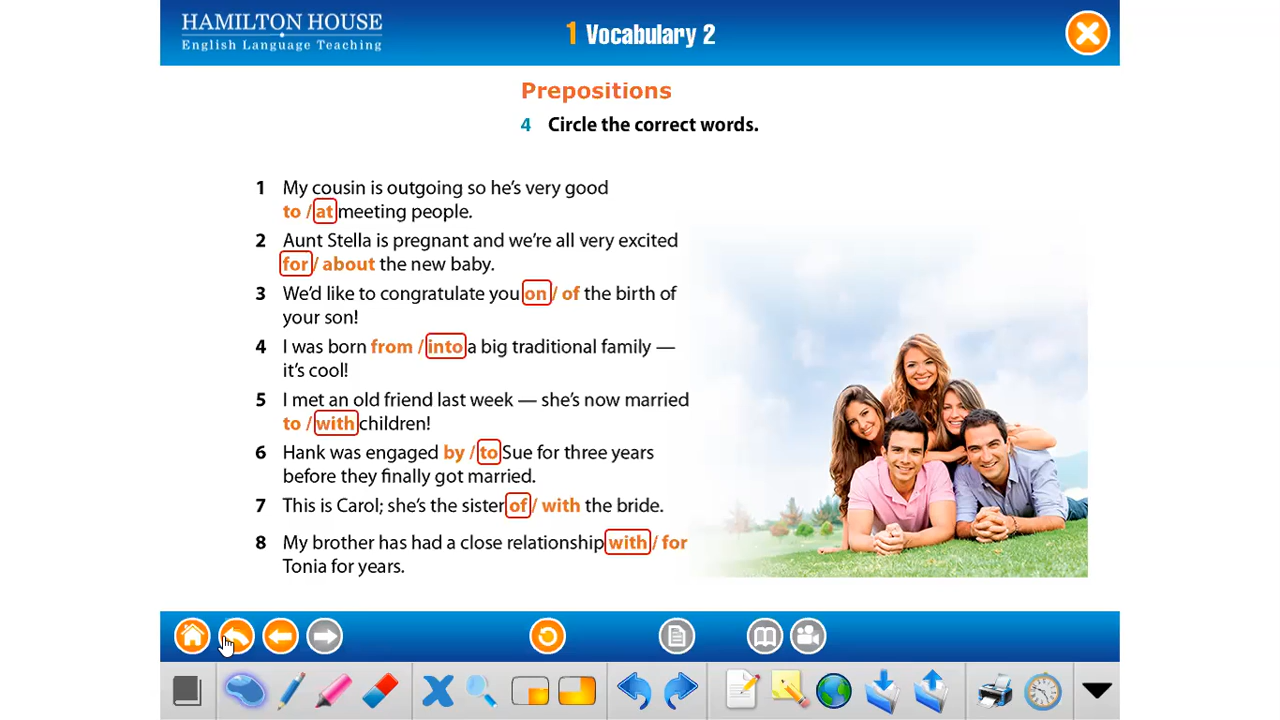 HAMILTON HOUSE
English Language Teaching
1 Vocabulary 2
Prepositions
4 Circle the correct words.
1 My cousin is outgoing so he's very good
to / at meeting people.
2 Aunt Stella is pregnant and we're all very excited
for / about the new baby.
3 We'd like to congratulate you on / of the birth of
your son!
4 I was born from / into a big traditional family —
it's cool!
5 I met an old friend last week — she's now married
to / with children!
6 Hank was engaged by / to Sue for three years
before they finally got married.
7 This is Carol; she's the sister of / with the bride.
8 My brother has had a close relationship with / for
Tonia for years.